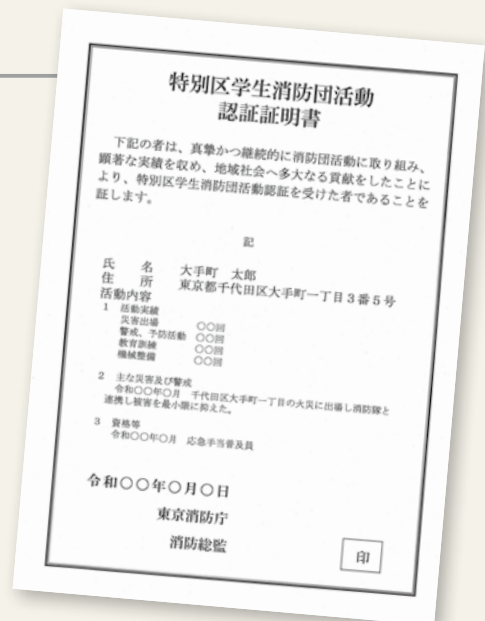 特別区学生消防団活動
認証証明書
下記の者は、真摯かつ継続的に消防団活動に取り組み、
顕著な実績を収め、地域社会へ多大なる貢献をしたことに
より、特別区学生消防団活動認証を受けた者であることを
証します。
記
氏　名　大手町　太郎
住　所　東京都千代田区大手町一丁目3番5号
活動内容
1　活動実績
災害出場　〇〇回
警戒、予防活動　〇〇回
教育訓練　〇〇回
機械整備　〇〇回
2　主な災害及び警戒
令和〇〇年〇月　千代田区大手町一丁目の火災に出場し消防隊と
連携し被害を最小限に抑えた。
3　資格等
令和〇〇年〇月　応急手当普及員
令和〇〇年〇月〇日
東京消防庁
消防総監
印